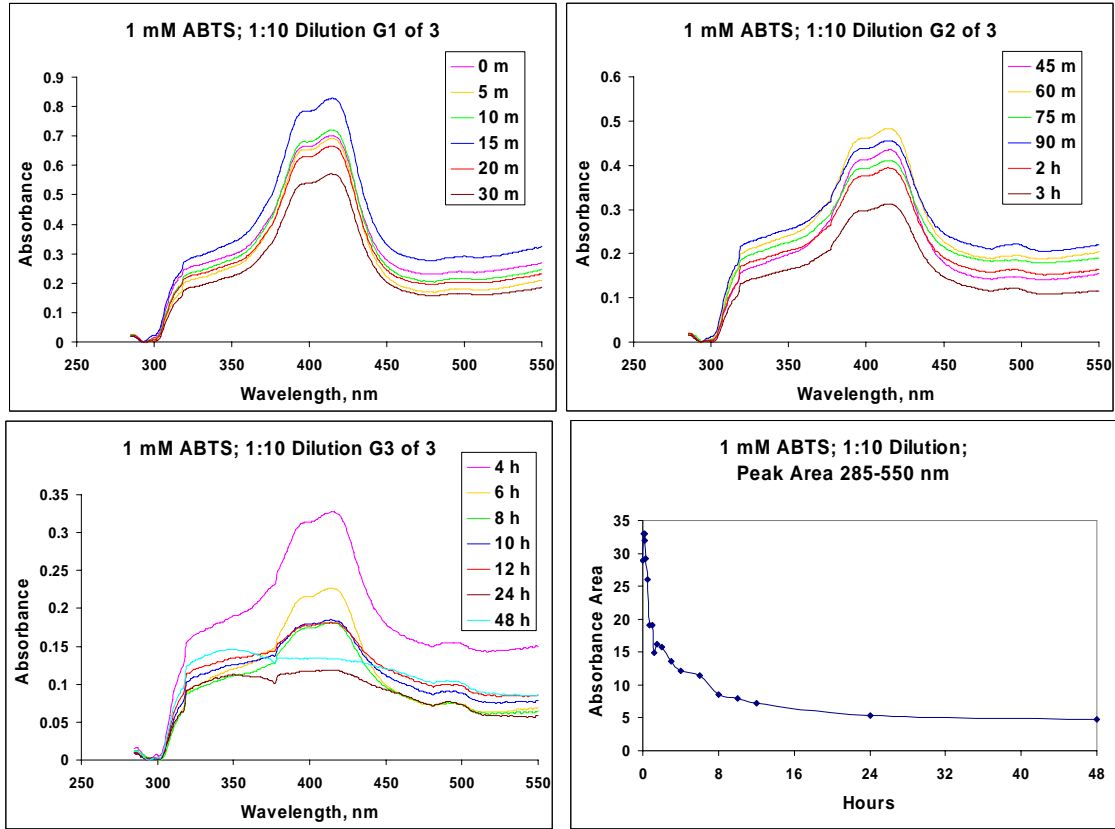 1 mM ABTS; 1:10 Dilution G1 of 3
0 m
5 m
10 m
15 m
20 m
30 m
Absorbance
0.9
0.8
0.7
0.6
0.5
0.4
0.3
0.2
0.1
0
250 300 350 400 450 500 550
Wavelength, nm
1 mM ABTS; 1:10 Dilution G2 of 3
45 m
60 m
75 m
90 m
2 h
3 h
Absorbance
0.6
0.5
0.4
0.3
0.2
0.1
0
250 300 350 400 450 500 550
Wavelength, nm
1 mM ABTS; 1:10 Dilution G3 of 3
4 h
6 h
8 h
10 h
12 h
24 h
48 h
Absorbance
0.35
0.3
0.25
0.2
0.15
0.1
0.05
0
250 300 350 400 450 500 550
Wavelength, nm
1 mM ABTS; 1:10 Dilution;
Peak Area 285-550 nm
Absorbance Area
35
30
25
20
15
10
5
0
0 8 16 24 32 40 48
Hours